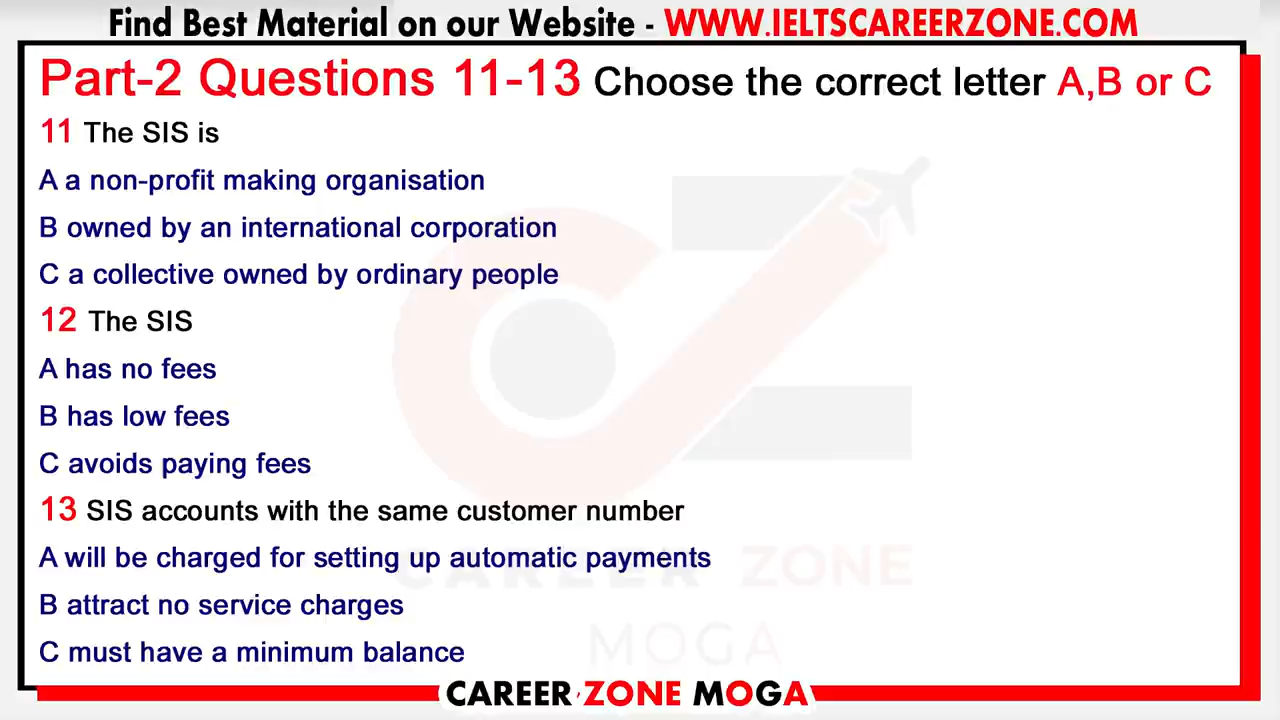 Find Best Material on our Website - WWW.IELTSCAREERZONE.COM
Part-2 Questions 11-13 Choose the correct letter A,B or C
11 The SIS is
A a non-profit making organisation
B owned by an international corporation
C a collective owned by ordinary people
12 The SIS
A has no fees
B has low fees
C avoids paying fees
13 SIS accounts with the same customer number
A will be charged for setting up automatic payments
CAREER ZONE
B attract no service charges
MOGA
C must have a minimum balance
CAREER ZONE MOGA